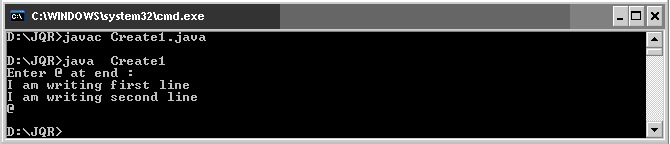 C:\WINDOWS\system32\cmd.exe
D:\JQR>javac Create1.java
D:\JQR>java  Create1
Enter @ at end :
I am writing first line
I am writing second line
@
D:\JQR>